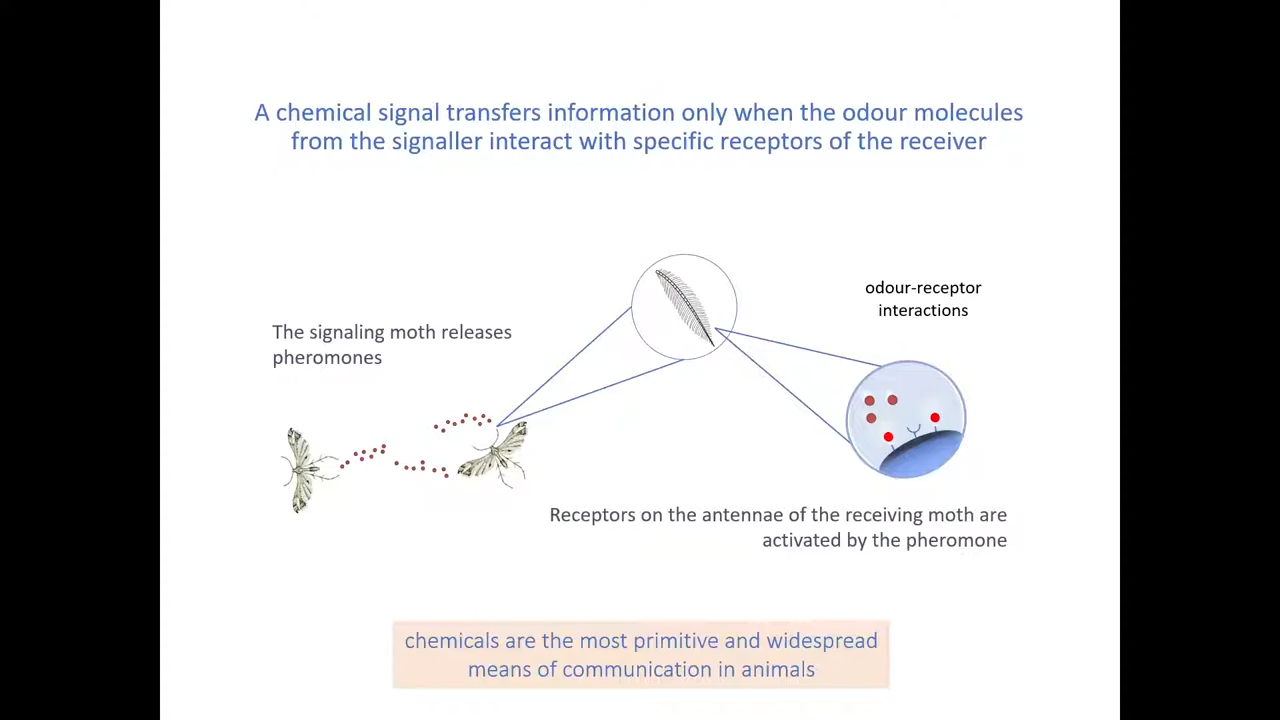 A chemical signal transfers information only when the odour molecules
from the signaller interact with specific receptors of the receiver
odour-receptor
interactions
The signaling moth releases
pheromones
Receptors on the antennae of the receiving moth are
activated by the pheromone
chemicals are the most primitive and widespread
means of communication in animals